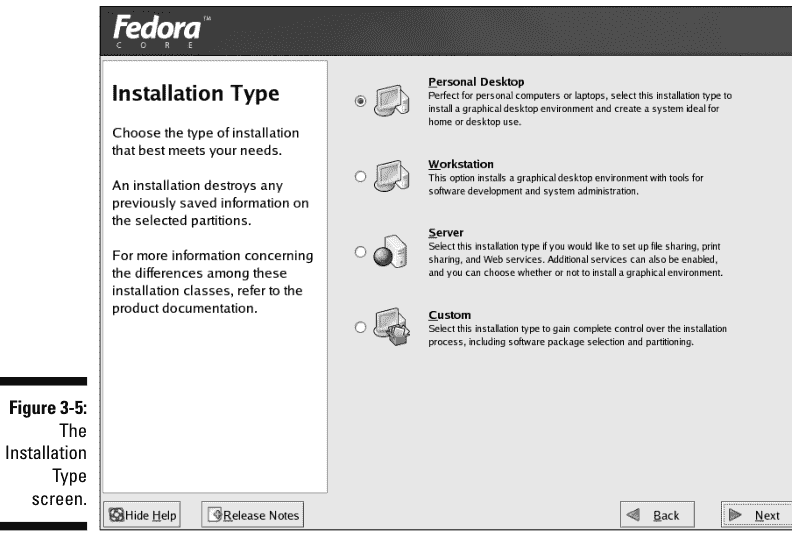 Fedora™
CORE
Installation Type
Choose the type of installation
that best meets your needs.
An installation destroys any
previously saved information on
the selected partitions.
For more information concerning
the differences among these
installation classes, refer to the
product documentation.
Personal Desktop
Perfect for personal computers or laptops, select this installation type to
install a graphical desktop environment and create a system ideal for
home or desktop use.
Workstation
This option installs a graphical desktop environment with tools for
software development and system administration.
Server
Select this installation type if you would like to set up file sharing, print
sharing, and Web services. Additional services can also be enabled,
and you can choose whether or not to install a graphical environment.
Custom
Select this installation type to gain complete control over the installation
process, including software package selection and partitioning.
Hide Help
Release Notes
Back
Next
Figure 3-5:
The
Installation
Type
screen.